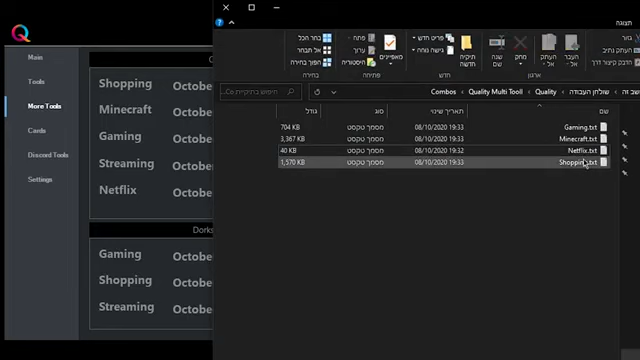 Main
Tools
More Tools
Cards
Discord Tools
Settings
Shopping Octobe
Minecraft Octobe
Gaming Octobe
Streaming Octobe
Netflix Octobe
Dorks
Gaming Octobe
Shopping Octobe
Streaming Octobe
תצוגה
העבר אל
העתק אל
מחק
שנה שם
ארגון
תיקיה חדשה
פריט חדש
גישה נוחה
חדש
מאפיינים
פתח
ערוך
היסטוריה
פתיחה
בחר הכל
אל תבחר
הפוך בחירה
בחירה
שולחן העבודה
Quality
Quality Multi Tooll
Combos
שם
תאריך שינוי
סוג
גודל
Gaming.txt 08/10/2020 19:33 מסמך טקסט 704 KB
Minecraft.txt 08/10/2020 19:33 מסמך טקסט 3,367 KB
Netflix.txt 08/10/2020 19:32 מסמך טקסט 40 KB
Shopping.txt 08/10/2020 19:33 מסמך טקסט 1,570 KB